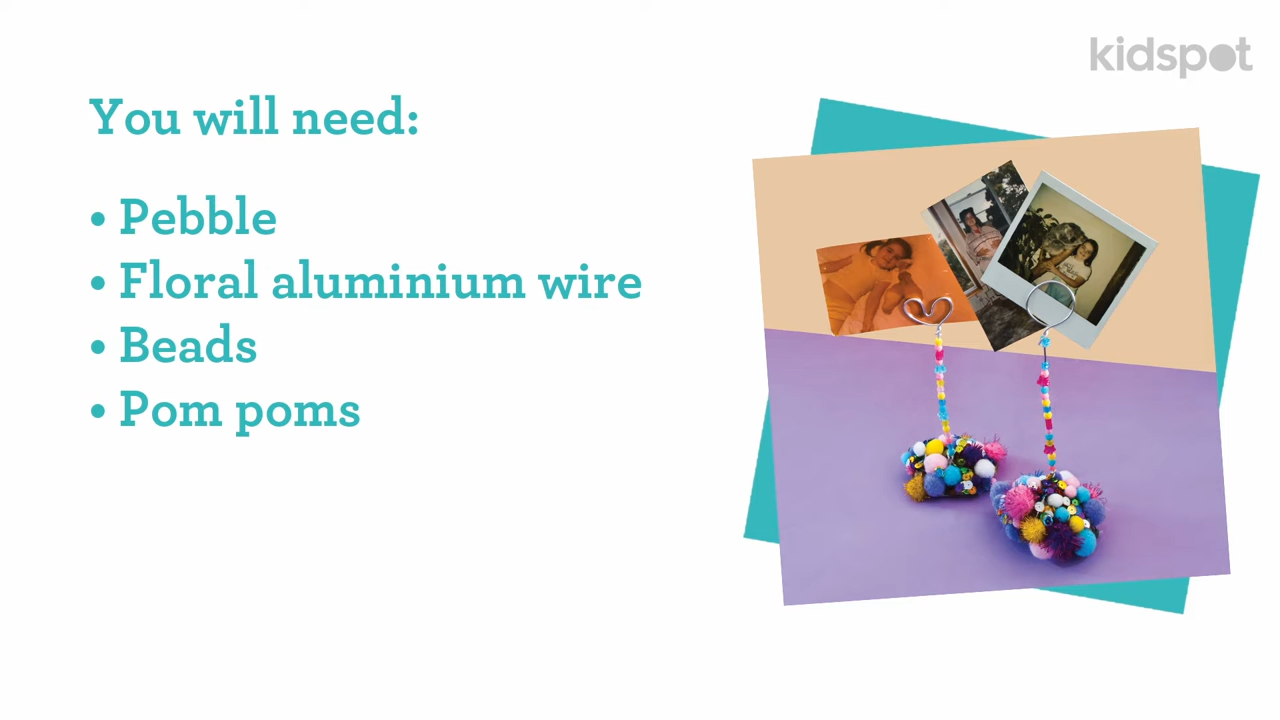 kidspot
You will need:
• Pebble
• Floral aluminium wire
• Beads
• Pom poms